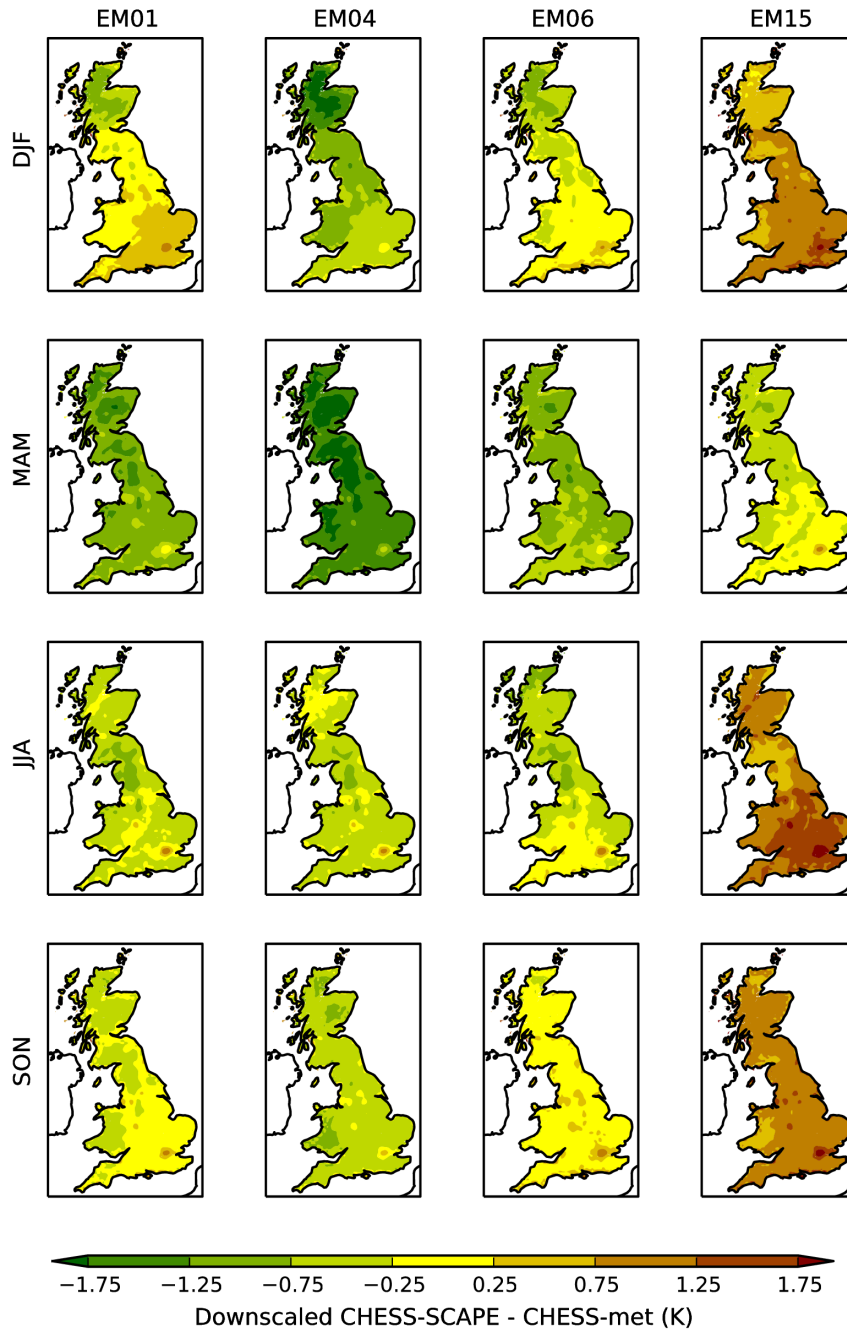 EM01 EM04 EM06 EM15
DJF
MAM
JJA
SON
−1.75 −1.25 −0.75 −0.25 0.25 0.75 1.25 1.75
Downscaled CHESS-SCAPE - CHESS-met (K)